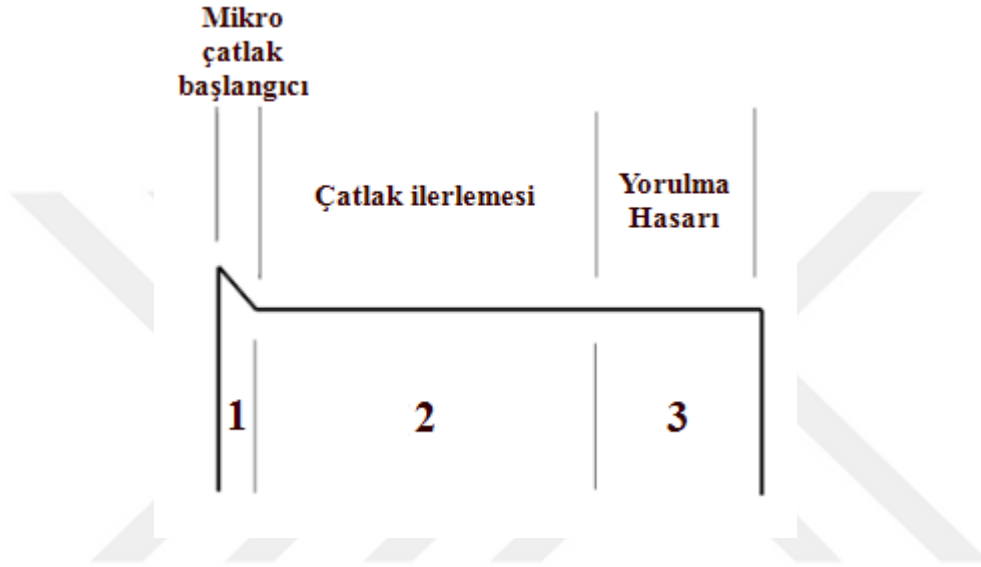 Mikro
çatlak
başlangıcı
Çatlak ilerlemesi
Yorulma
Hasarı
1
2
3